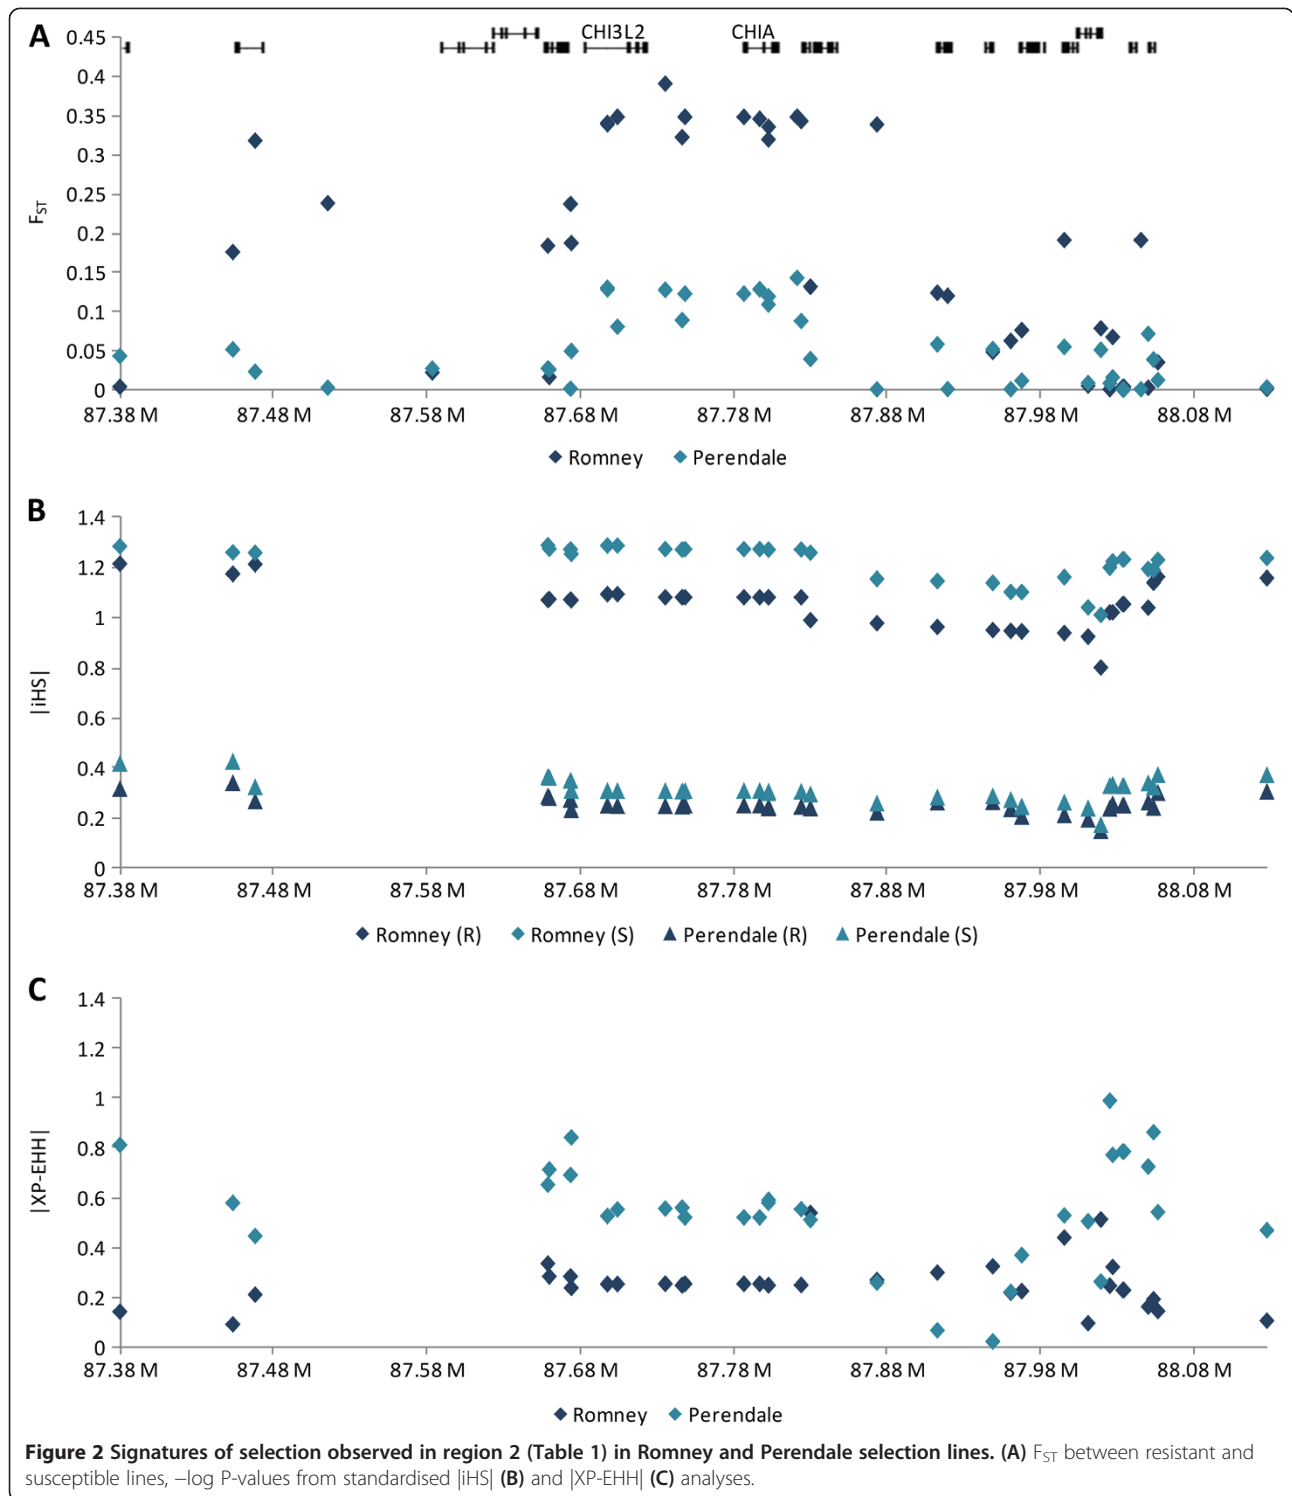 A
CHI3L2 CHIA
0.45
0.4
0.35
0.3
0.25
0.2
0.15
0.1
0.05
0
FST
87.38 M 87.48 M 87.58 M 87.68 M 87.78 M 87.88 M 87.98 M 88.08 M
Romney Perendale
B
1.4
1.2
1
0.8
0.6
0.4
0.2
0
|iHS|
87.38 M 87.48 M 87.58 M 87.68 M 87.78 M 87.88 M 87.98 M 88.08 M
Romney (R) Romney (S) Perendale (R) Perendale (S)
C
1.4
1.2
1
0.8
0.6
0.4
0.2
0
|XP-EHH|
87.38 M 87.48 M 87.58 M 87.68 M 87.78 M 87.88 M 87.98 M 88.08 M
Romney Perendale
Figure 2 Signatures of selection observed in region 2 (Table 1) in Romney and Perendale selection lines. (A) FST between resistant and
susceptible lines, −log P-values from standardised |iHS| (B) and |XP-EHH| (C) analyses.